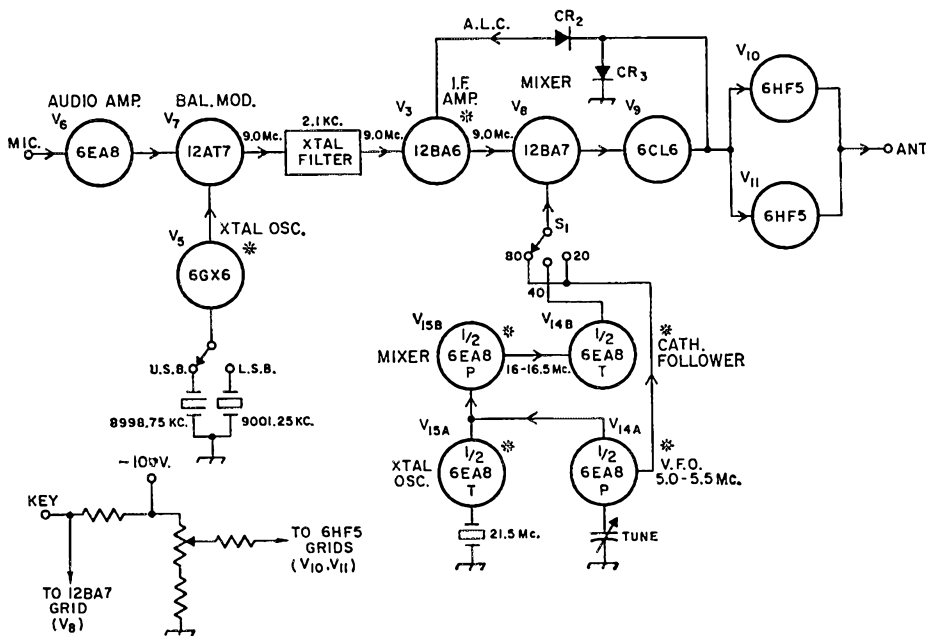 A.L.C.
CR2
CR3
V10
6HF5
AUDIO AMP.
V6
BAL. MOD.
V7
2.1 KC.
I.F.
AMP.
V3
MIXER
V8
V9
MIC.
6EA8
12AT7
9.0 Mc.
XTAL
FILTER
9.0 Mc.
12BA6
9.0 Mc.
12BA7
6CL6
ANT
V11
6HF5
XTAL OSC.
V5
6GX6
S1
80
20
40
V15B
MIXER
1/2
6EA8
P
16-16.5 Mc.
V14B
1/2
6EA8
T
CATH.
FOLLOWER
U.S.B.
L.S.B.
8998.75 KC.
9001.25 KC.
V15A
XTAL
OSC.
1/2
6EA8
T
V14A
1/2
6EA8
P
V.F.O.
5.0-5.5 Mc.
21.5 Mc.
TUNE
-100V.
KEY
TO 6HF5
GRIDS
(V10, V11)
TO 12BA7
GRID
(V8)